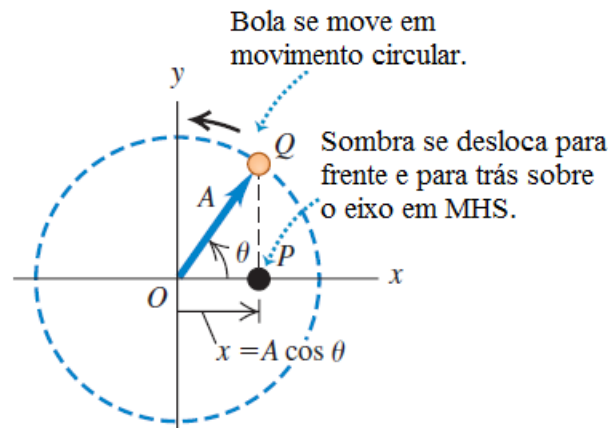 Bola se move em
movimento circular.
y
Q
Sombra se desloca para
frente e para trás sobre
o eixo em MHS.
A
θ
P
x
O
x = A cos θ